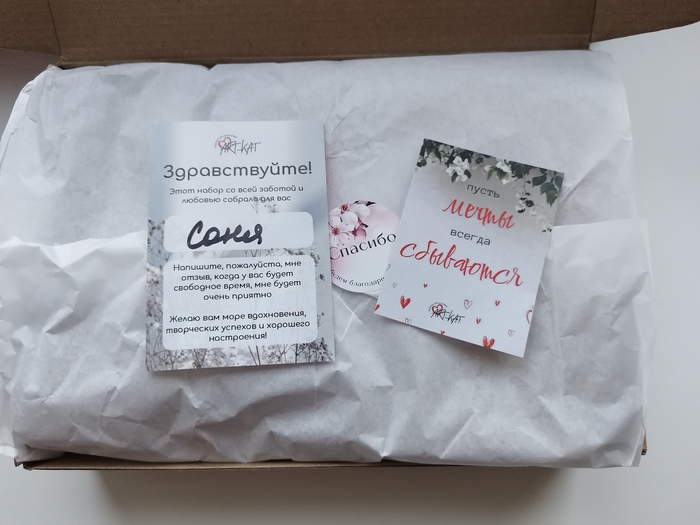 ART-KAT
Здравствуйте!
Этот набор со всей заботой и
любовью собрала для вас
Саня
Напишите, пожалуйста, мне
отзыв, когда у вас будет
свободное время, мне будет
очень приятно
Желаю вам море вдохновения,
творческих успехов и хорошего
настроения!
Спасибо
пусть
мечты
всегда
сбываются
ART-KAT